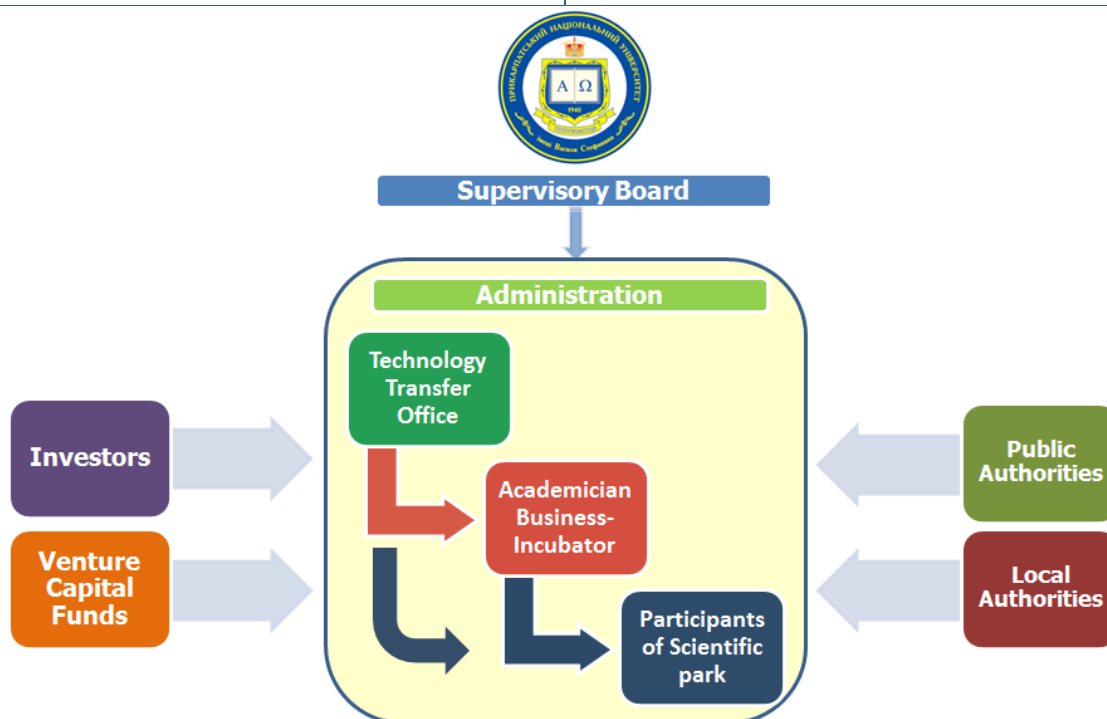 ПРИКАРПАТСЬКИЙ НАЦІОНАЛЬНИЙ УНІВЕРСИТЕТ
Α Ω
1940
імені Василя Стефаника
Supervisory Board
Administration
Technology
Transfer
Office
Investors
Public
Authorities
Academician
Business-
Incubator
Venture
Capital
Funds
Local
Authorities
Participants
of Scientific
park